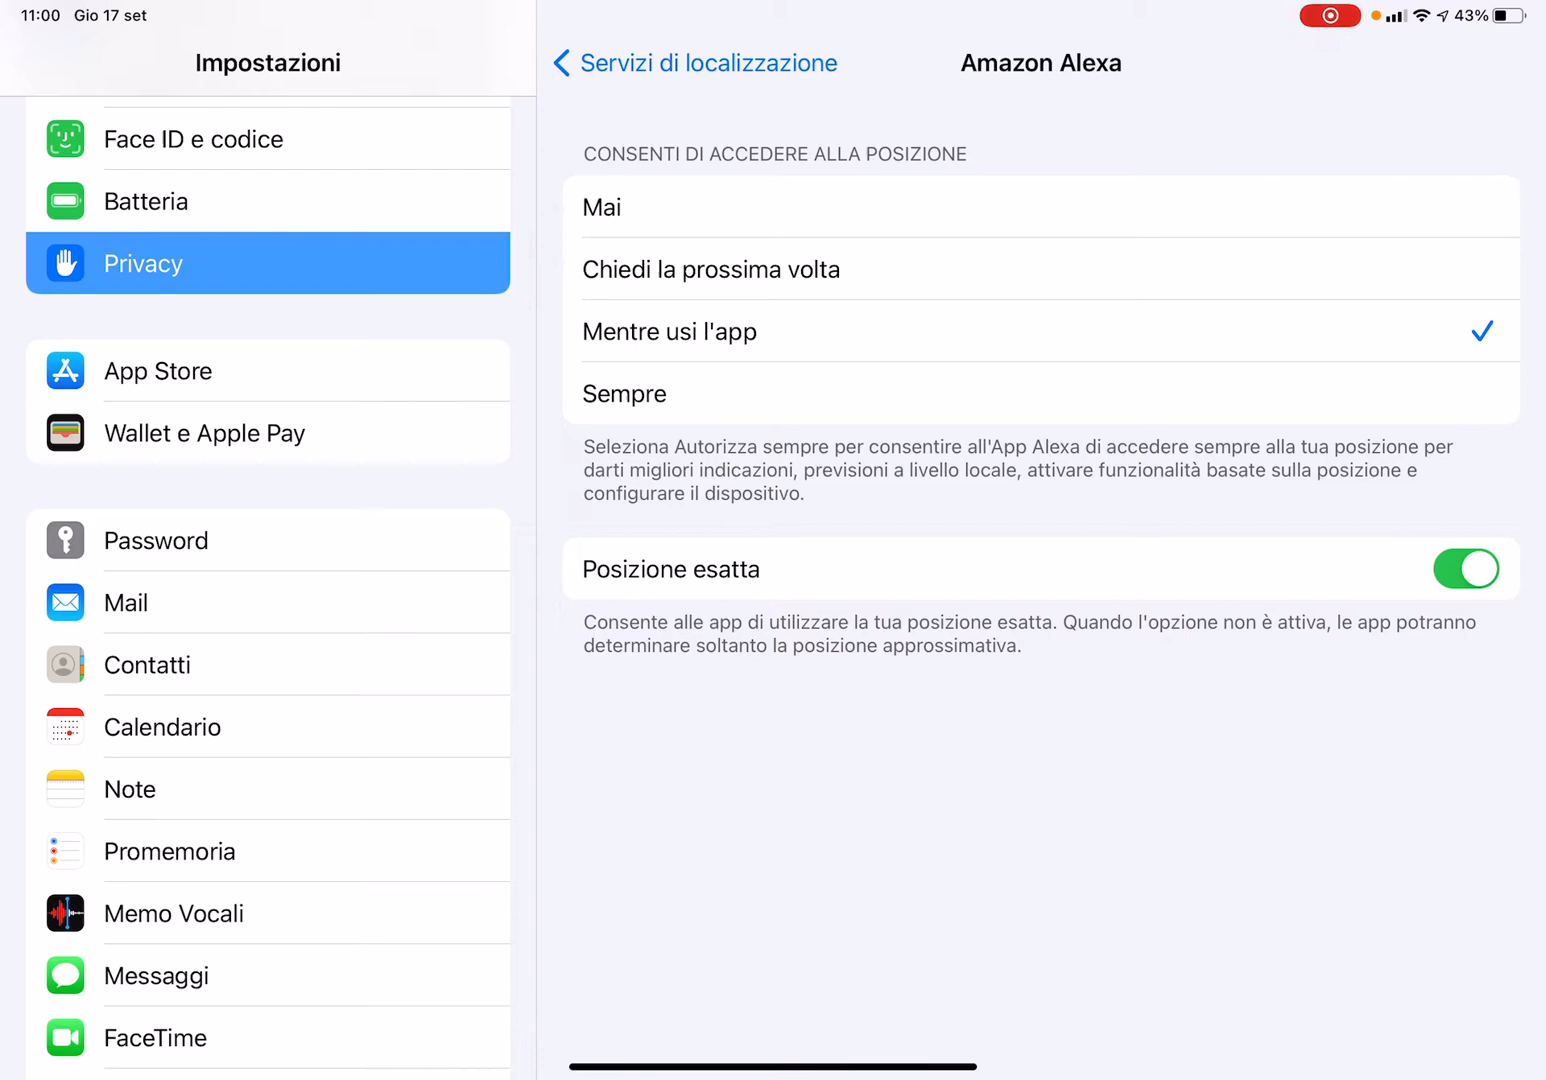 11:00 Gio 17 set
43%
Impostazioni
Face ID e codice
Batteria
Privacy
App Store
Wallet e Apple Pay
Password
Mail
Contatti
Calendario
Note
Promemoria
Memo Vocali
Messaggi
FaceTime
Servizi di localizzazione
Amazon Alexa
CONSENTI DI ACCEDERE ALLA POSIZIONE
Mai
Chiedi la prossima volta
Mentre usi l'app
Sempre
Seleziona Autorizza sempre per consentire all'App Alexa di accedere sempre alla tua posizione per
darti migliori indicazioni, previsioni a livello locale, attivare funzionalità basate sulla posizione e
configurare il dispositivo.
Posizione esatta
Consente alle app di utilizzare la tua posizione esatta. Quando l'opzione non è attiva, le app potranno
determinare soltanto la posizione approssimativa.